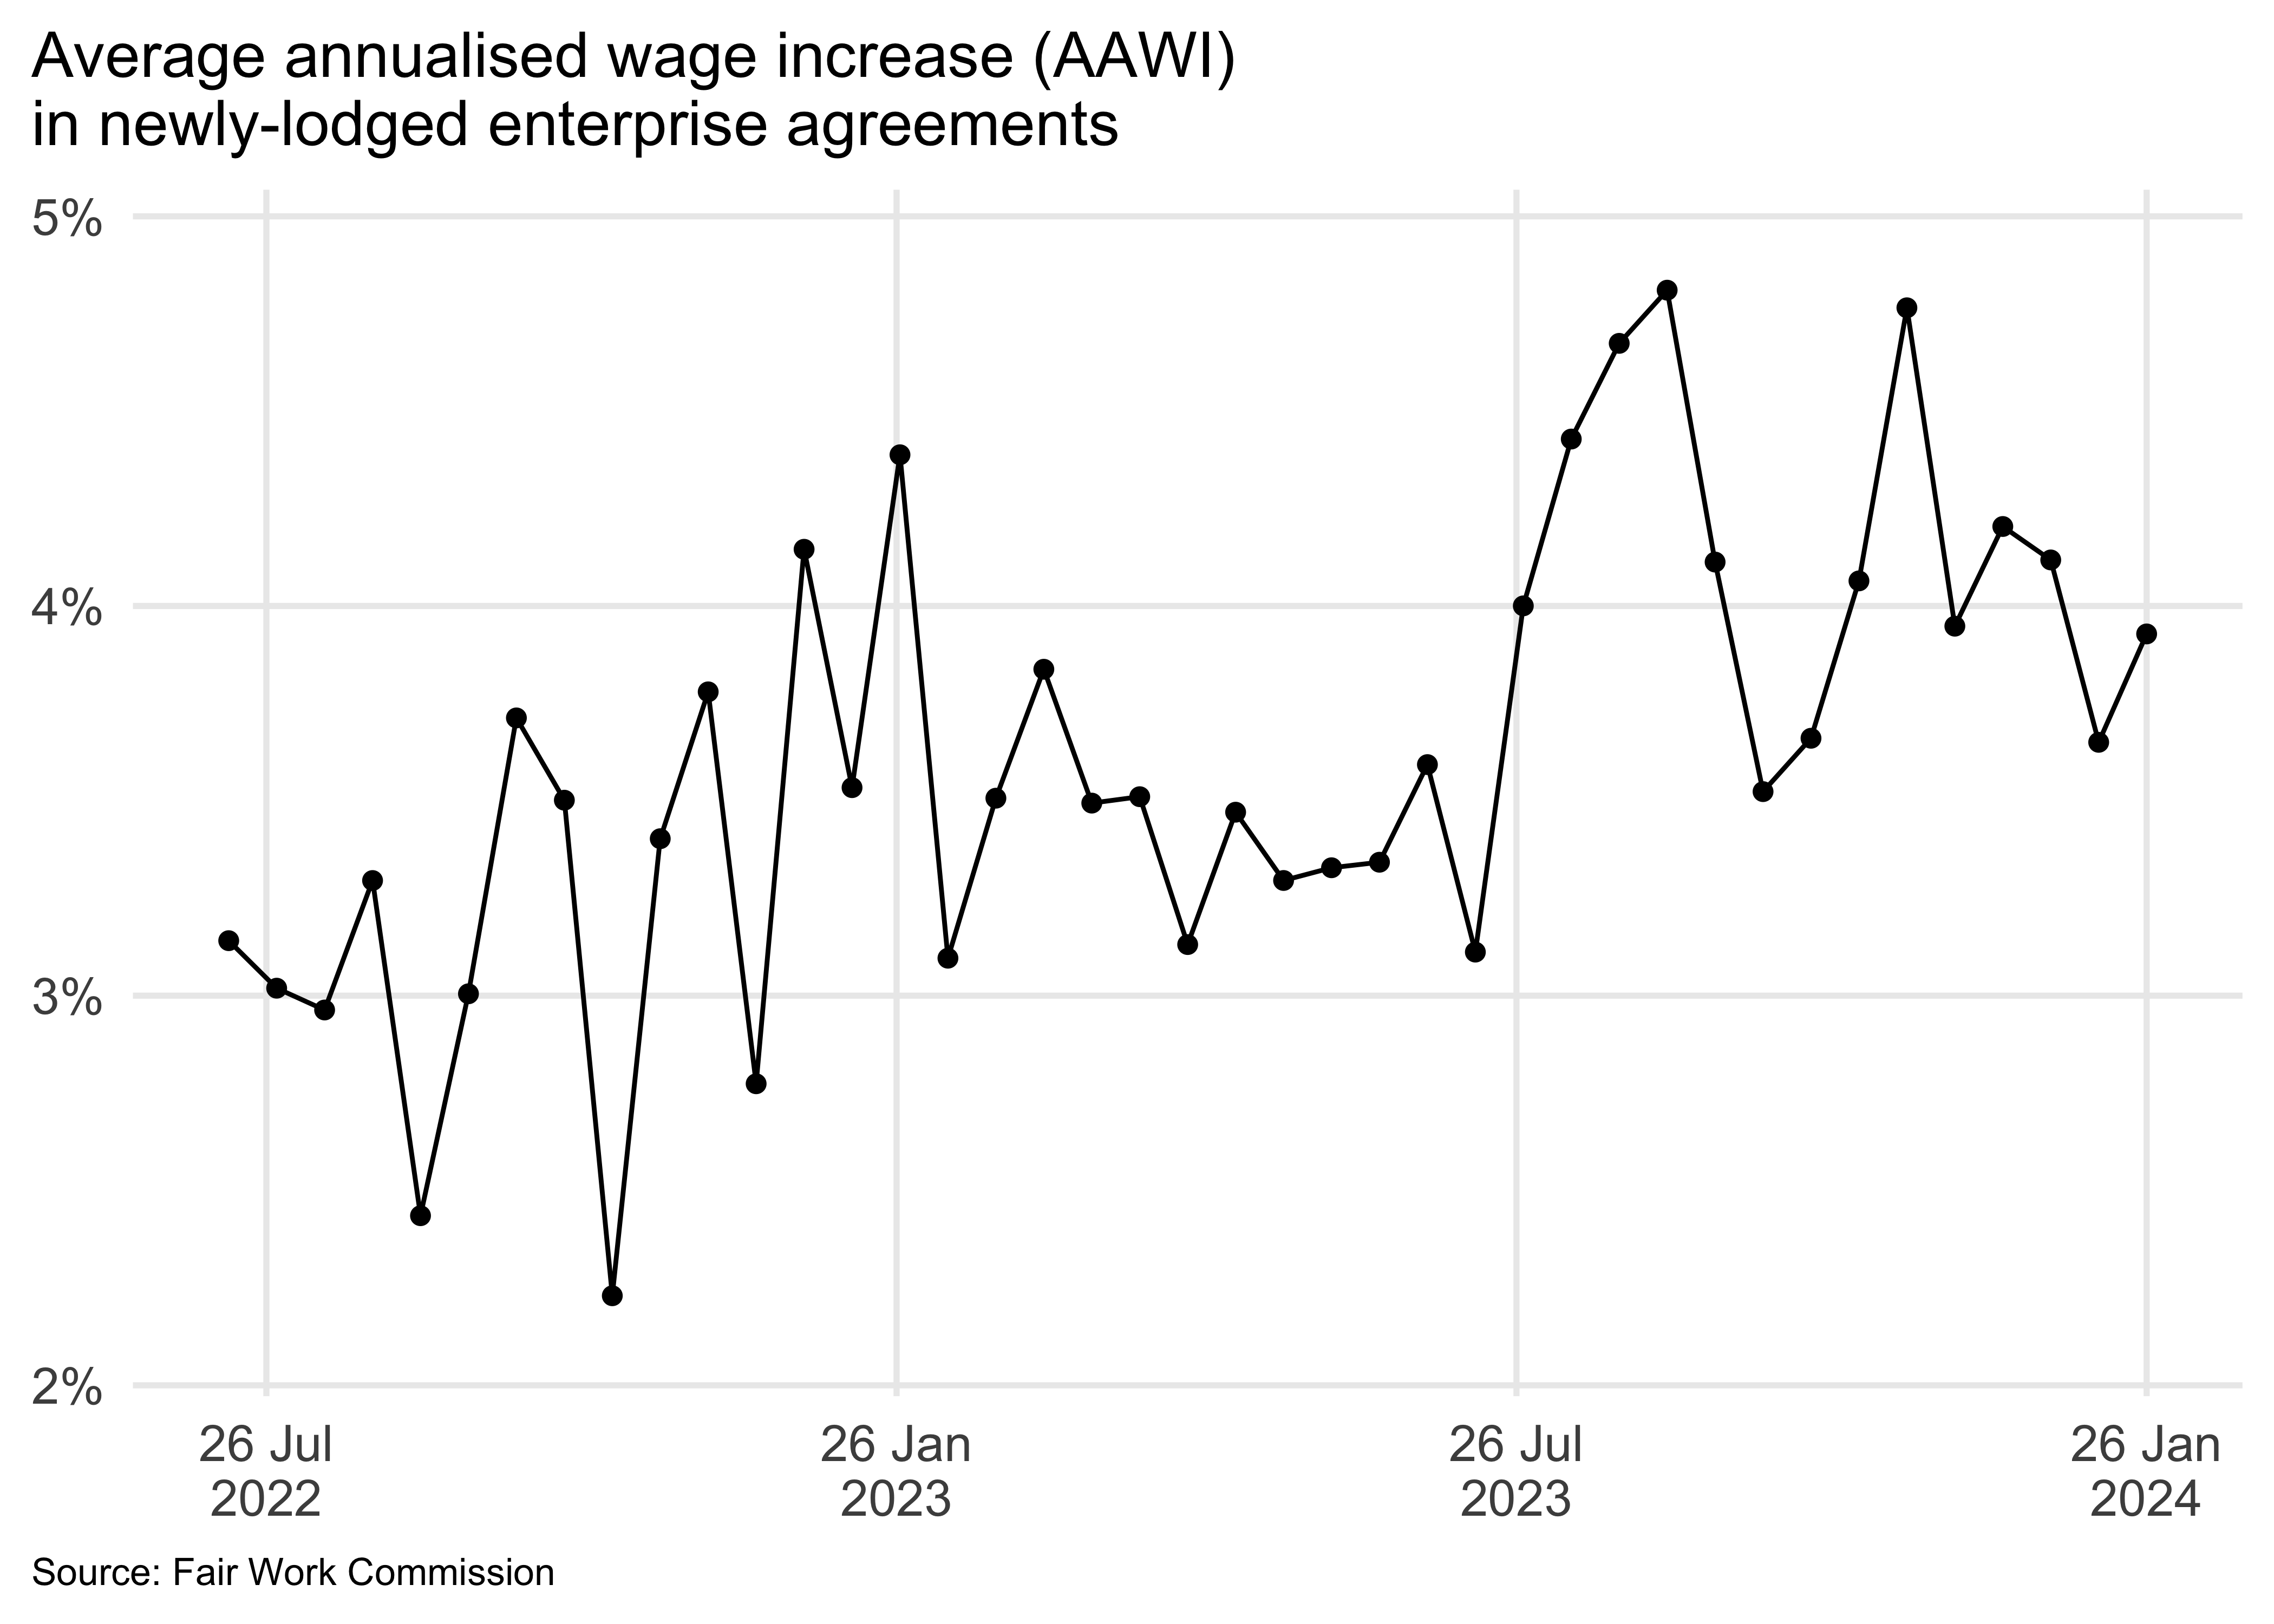 Average annualised wage increase (AAWI)
in newly-lodged enterprise agreements
5%
4%
3%
2%
26 Jul
2022
26 Jan
2023
26 Jul
2023
26 Jan
2024
Source: Fair Work Commission